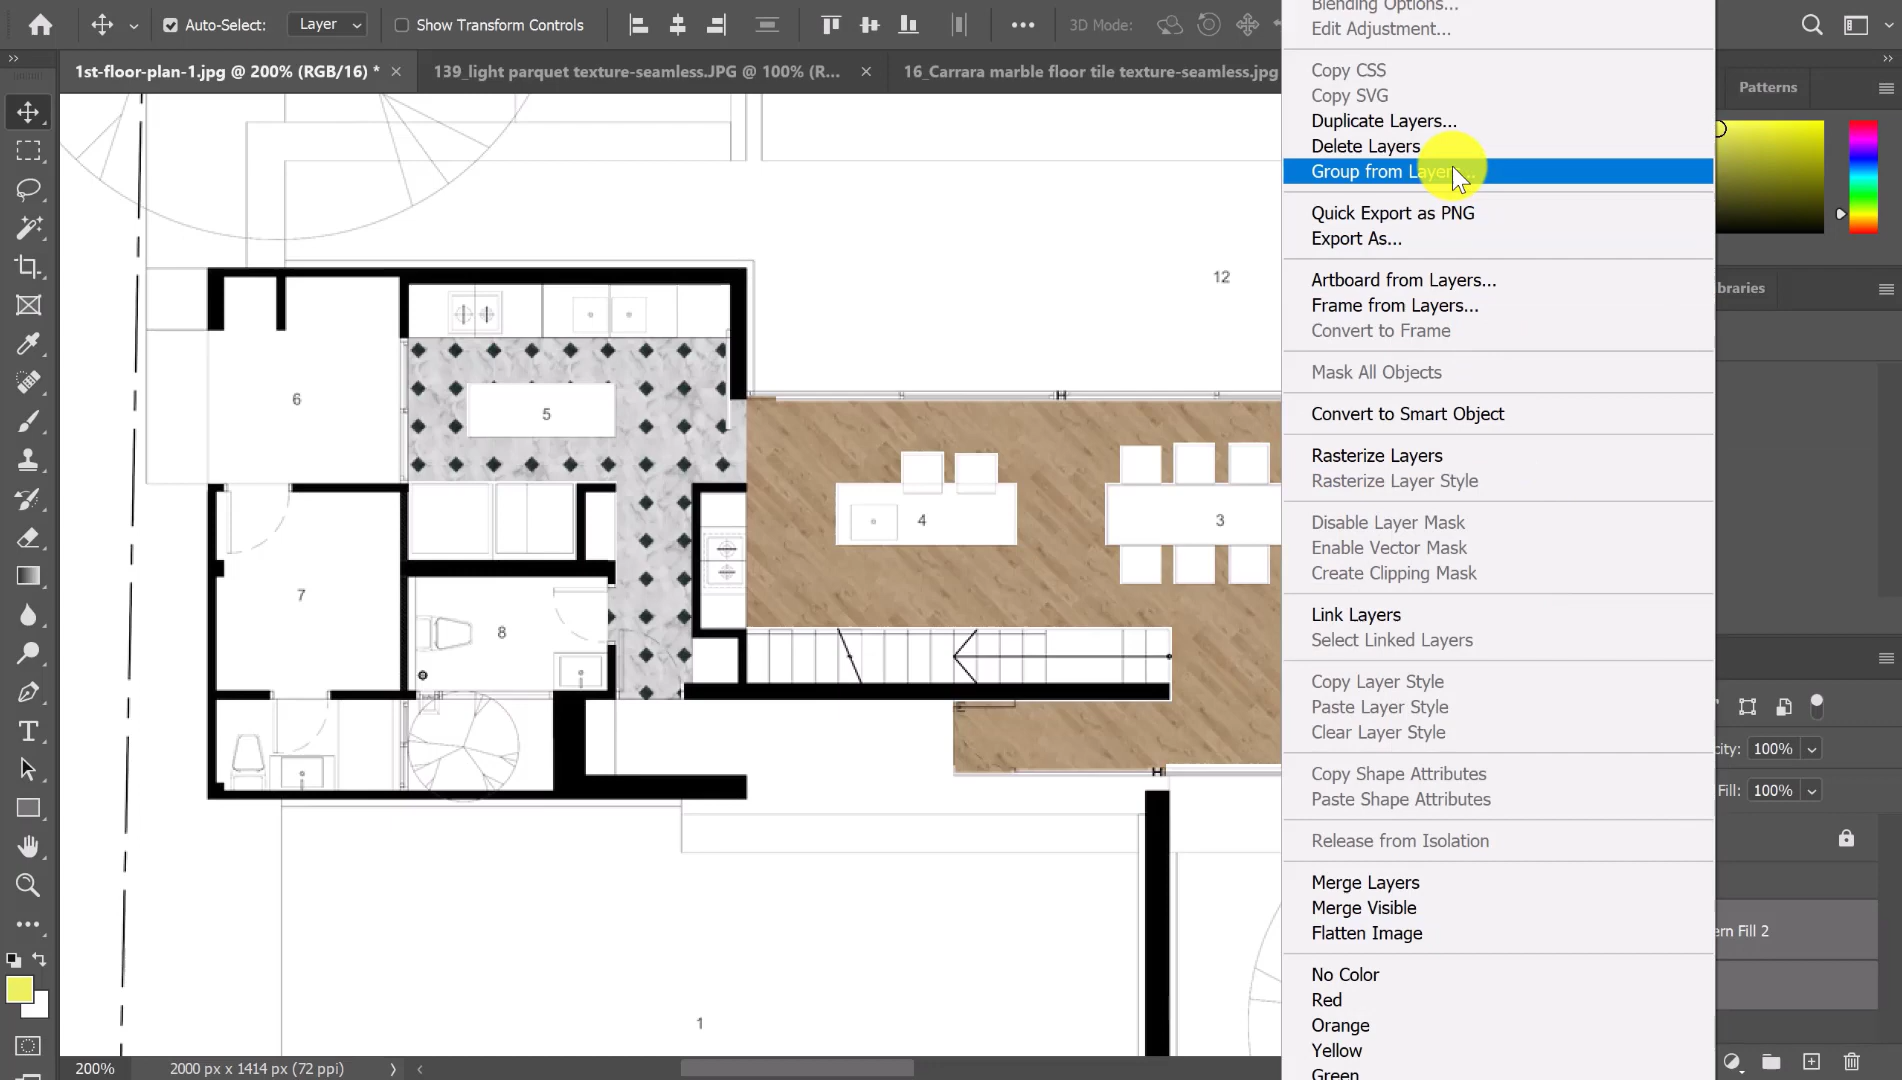 Auto-Select:
Layer
Show Transform Controls
3D Mode:
1st-floor-plan-1.jpg @ 200% (RGB/16) *
139_light parquet texture-seamless.JPG @ 100% (R...
16_Carrara marble floor tile texture-seamless.jpg
Blending Options...
Edit Adjustment...
Copy CSS
Copy SVG
Duplicate Layers...
Delete Layers
Group from Layers...
Quick Export as PNG
Export As...
Artboard from Layers...
Frame from Layers...
Convert to Frame
Mask All Objects
Convert to Smart Object
Rasterize Layers
Rasterize Layer Style
Disable Layer Mask
Enable Vector Mask
Create Clipping Mask
Link Layers
Select Linked Layers
Copy Layer Style
Paste Layer Style
Clear Layer Style
Copy Shape Attributes
Paste Shape Attributes
Release from Isolation
Merge Layers
Merge Visible
Flatten Image
No Color
Red
Orange
Yellow
Green
Patterns
braries
city: 100%
Fill: 100%
ern Fill 2
12
6
5
4
3
7
8
1
200%
2000 px x 1414 px (72 ppi)